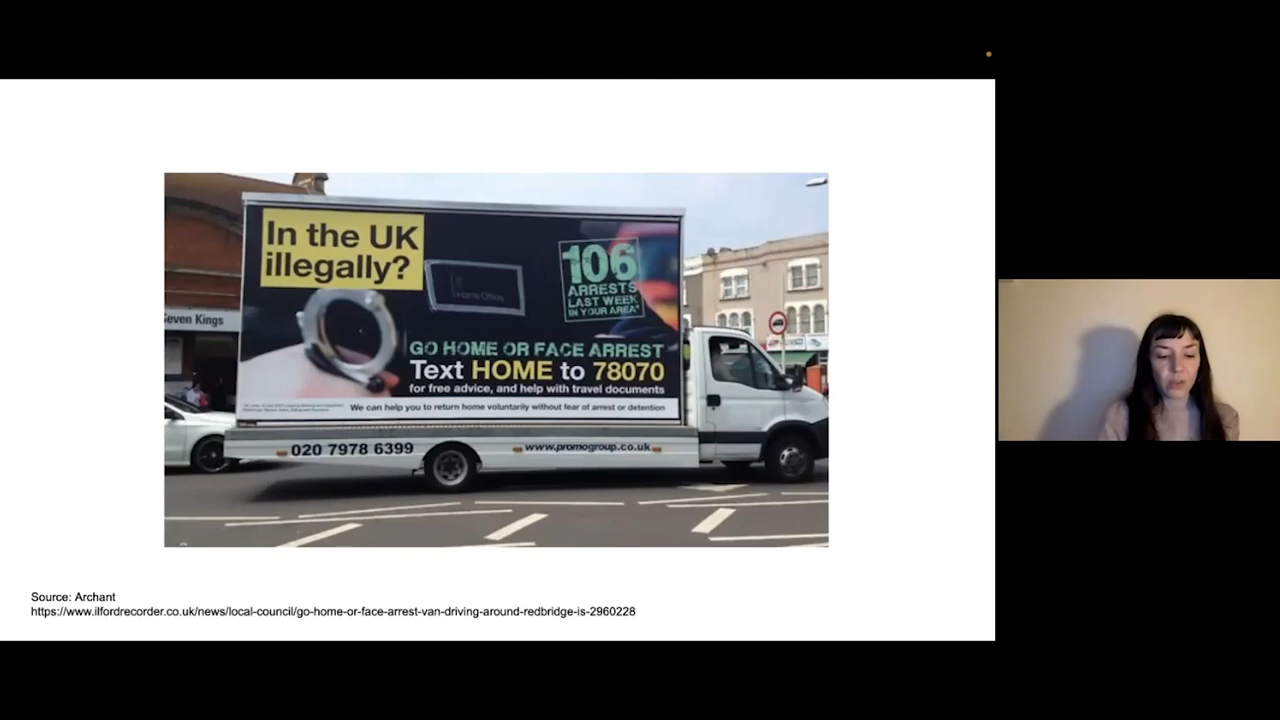 In the UK
illegally?
Home Office
106
ARRESTS
LAST WEEK
IN YOUR AREA*
GO HOME OR FACE ARREST
Text HOME to 78070
for free advice, and help with travel documents
We can help you to return home voluntarily without fear of arrest or detention
020 7978 6399
www.promogroup.co.uk
Seven Kings
Source: Archant
https://www.ilfordrecorder.co.uk/news/local-council/go-home-or-face-arrest-van-driving-around-redbridge-is-2960228